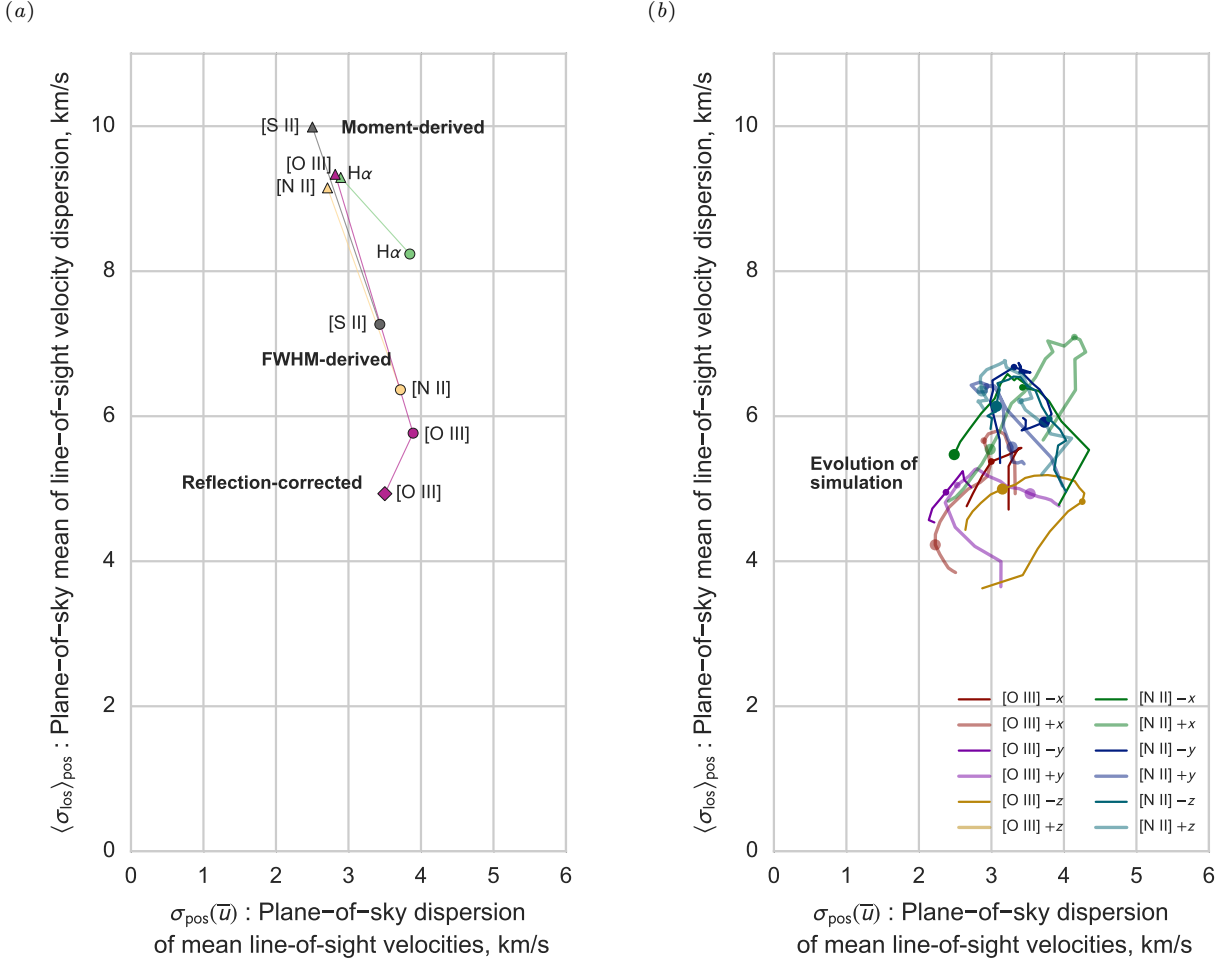 (a)
⟨σlos⟩pos : Plane−of−sky mean of line−of−sight velocity dispersion, km/s
10
8
6
4
2
0
[S II]
Moment-derived
[O III]
Hα
[N II]
Hα
[S II]
FWHM-derived
[N II]
[O III]
Reflection-corrected
[O III]
0 1 2 3 4 5 6
σpos(u̅) : Plane−of−sky dispersion
of mean line-of-sight velocities, km/s
(b)
⟨σlos⟩pos : Plane−of−sky mean of line−of−sight velocity dispersion, km/s
10
8
6
4
2
0
Evolution of
simulation
[O III] −x
[O III] +x
[O III] −y
[O III] +y
[O III] −z
[O III] +z
[N II] −x
[N II] +x
[N II] −y
[N II] +y
[N II] −z
[N II] +z
0 1 2 3 4 5 6
σpos(u̅) : Plane−of−sky dispersion
of mean line-of-sight velocities, km/s